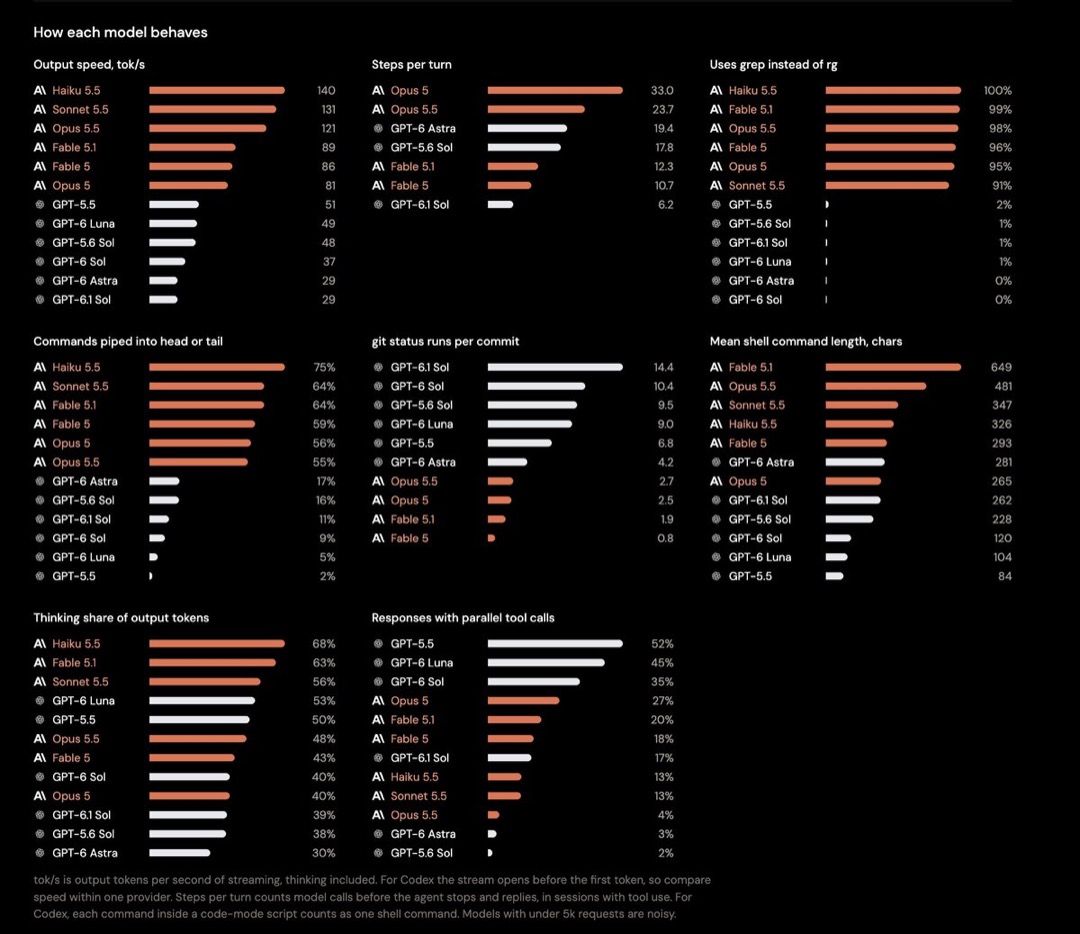 How each model behaves
Output speed, tok/s
Haiku 5.5 140
Sonnet 5.5 131
Opus 5.5 121
Fable 5.1 89
Fable 5 86
Opus 5 81
GPT-5.5 51
GPT-6 Luna 49
GPT-5.6 Sol 48
GPT-6 Sol 37
GPT-6 Astra 29
GPT-6.1 Sol 29
Steps per turn
Opus 5 33.0
Opus 5.5 23.7
GPT-6 Astra 19.4
GPT-5.6 Sol 17.8
Fable 5.1 12.3
Fable 5 10.7
GPT-6.1 Sol 6.2
Uses grep instead of rg
Haiku 5.5 100%
Fable 5.1 99%
Opus 5.5 98%
Fable 5 96%
Opus 5 95%
Sonnet 5.5 91%
GPT-5.5 2%
GPT-5.6 Sol 1%
GPT-6.1 Sol 1%
GPT-6 Luna 1%
GPT-6 Astra 0%
GPT-6 Sol 0%
Commands piped into head or tail
Haiku 5.5 75%
Sonnet 5.5 64%
Fable 5.1 64%
Fable 5 59%
Opus 5 56%
Opus 5.5 55%
GPT-6 Astra 17%
GPT-5.6 Sol 16%
GPT-6.1 Sol 11%
GPT-6 Sol 9%
GPT-6 Luna 5%
GPT-5.5 2%
git status runs per commit
GPT-6.1 Sol 14.4
GPT-6 Sol 10.4
GPT-5.6 Sol 9.5
GPT-6 Luna 9.0
GPT-5.5 6.8
GPT-6 Astra 4.2
Opus 5.5 2.7
Opus 5 2.5
Fable 5.1 1.9
Fable 5 0.8
Mean shell command length, chars
Fable 5.1 649
Opus 5.5 481
Sonnet 5.5 347
Haiku 5.5 326
Fable 5 293
GPT-6 Astra 281
Opus 5 265
GPT-6.1 Sol 262
GPT-5.6 Sol 228
GPT-6 Sol 120
GPT-6 Luna 104
GPT-5.5 84
Thinking share of output tokens
Haiku 5.5 68%
Fable 5.1 63%
Sonnet 5.5 56%
GPT-6 Luna 53%
GPT-5.5 50%
Opus 5.5 48%
Fable 5 43%
GPT-6 Sol 40%
Opus 5 40%
GPT-6.1 Sol 39%
GPT-5.6 Sol 38%
GPT-6 Astra 30%
Responses with parallel tool calls
GPT-5.5 52%
GPT-6 Luna 45%
GPT-6 Sol 35%
Opus 5 27%
Fable 5.1 20%
Fable 5 18%
GPT-6.1 Sol 17%
Haiku 5.5 13%
Sonnet 5.5 13%
Opus 5.5 4%
GPT-6 Astra 3%
GPT-5.6 Sol 2%
tok/s is output tokens per second of streaming, thinking included. For Codex the stream opens before the first token, so compare
speed within one provider. Steps per turn counts model calls before the agent stops and replies, in sessions with tool use. For
Codex, each command inside a code-mode script counts as one shell command. Models with under 5k requests are noisy.